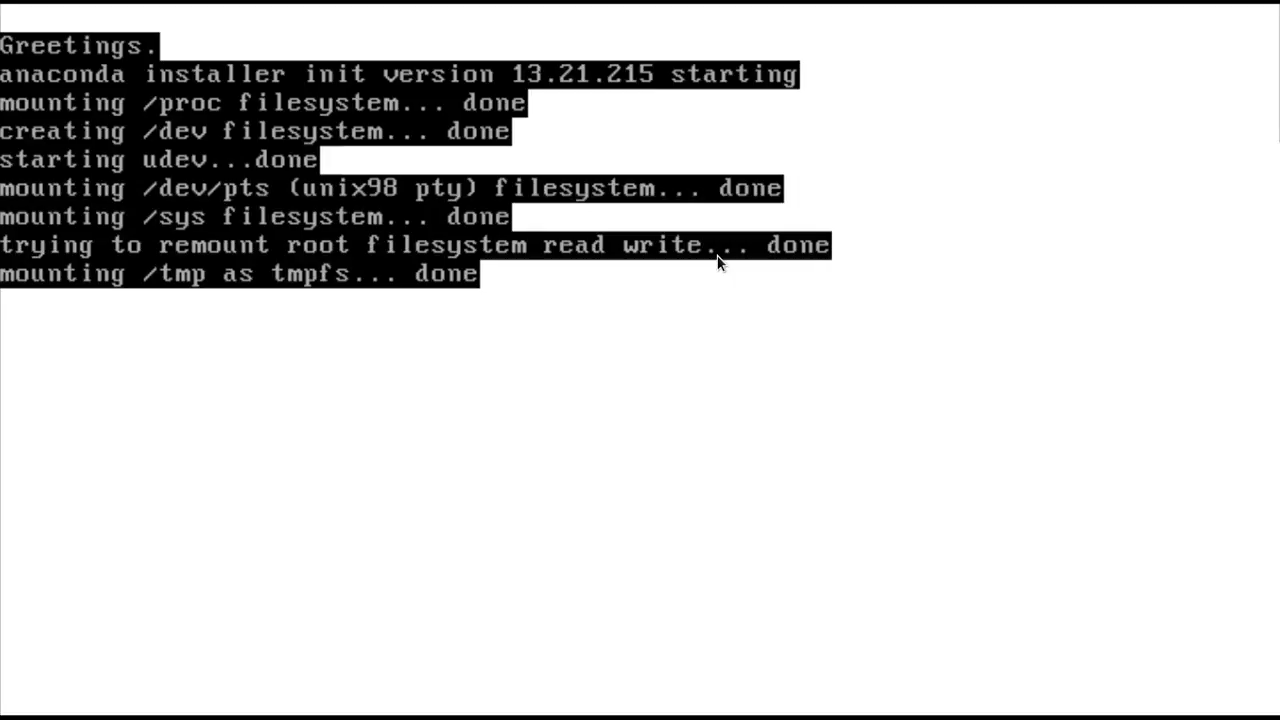 Greetings.
anaconda installer init version 13.21.215 starting
mounting /proc filesystem... done
creating /dev filesystem... done
starting udev...done
mounting /dev/pts (unix98 pty) filesystem... done
mounting /sys filesystem... done
trying to remount root filesystem read write... done
mounting /tmp as tmpfs... done